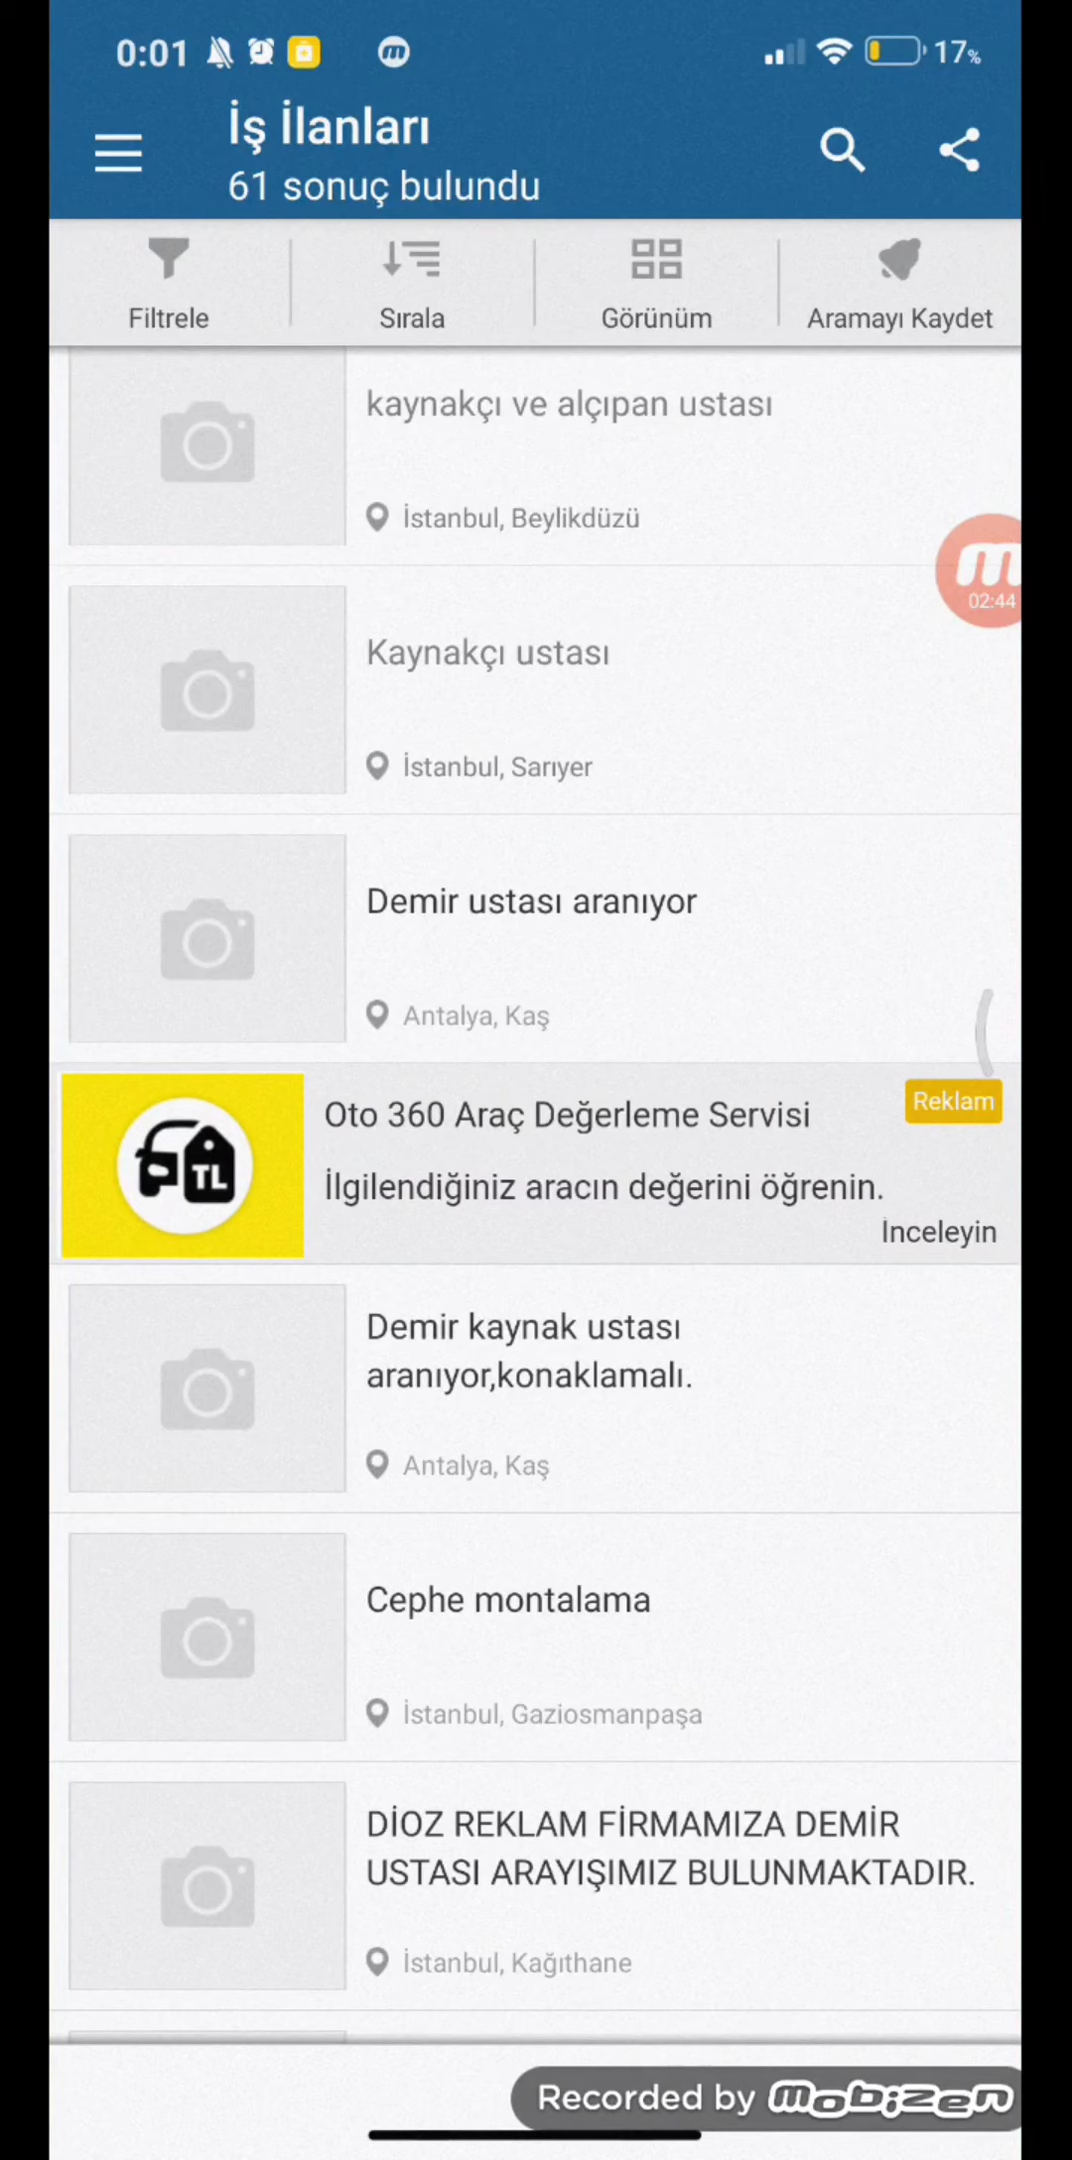 0:01
17%
İş İlanları
61 sonuç bulundu
Filtrele
Sırala
Görünüm
Aramayı Kaydet
kaynakçı ve alçıpan ustası
İstanbul, Beylikdüzü
m
02:44
Kaynakçı ustası
İstanbul, Sarıyer
Demir ustası aranıyor
Antalya, Kaş
Reklam
Oto 360 Araç Değerleme Servisi
TL
İlgilendiğiniz aracın değerini öğrenin.
İnceleyin
Demir kaynak ustası
aranıyor,konaklamalı.
Antalya, Kaş
Cephe montalama
İstanbul, Gaziosmanpaşa
DİOZ REKLAM FİRMAMIZA DEMİR
USTASI ARAYIŞIMIZ BULUNMAKTADIR.
İstanbul, Kağıthane
Recorded by mobizen